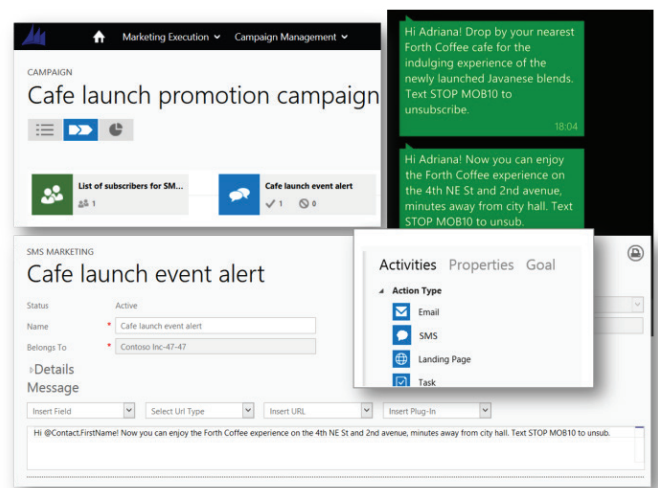 Marketing Execution Campaign Management
CAMPAIGN
Cafe launch promotion campaign
List of subscribers for SM...
1
Cafe launch event alert
1 0
Hi Adriana! Drop by your nearest
Forth Coffee cafe for the
indulging experience of the
newly launched Javanese blends.
Text STOP MOB10 to
unsubscribe.
18:04
Hi Adriana! Now you can enjoy
the Forth Coffee experience on
the 4th NE St and 2nd avenue,
minutes away from city hall. Text
STOP MOB10 to unsub.
SMS MARKETING
Cafe launch event alert
Status Active
Name * Cafe launch event alert
Belongs To * Contoso Inc-47-47
Details
Message
Insert Field Select Url Type Insert URL Insert Plug-In
Hi @Contact.FirstName! Now you can enjoy the Forth Coffee experience on the 4th NE St and 2nd avenue, minutes away from city hall. Text STOP MOB10 to unsub.
Activities Properties Goal
Action Type
Email
SMS
Landing Page
Task